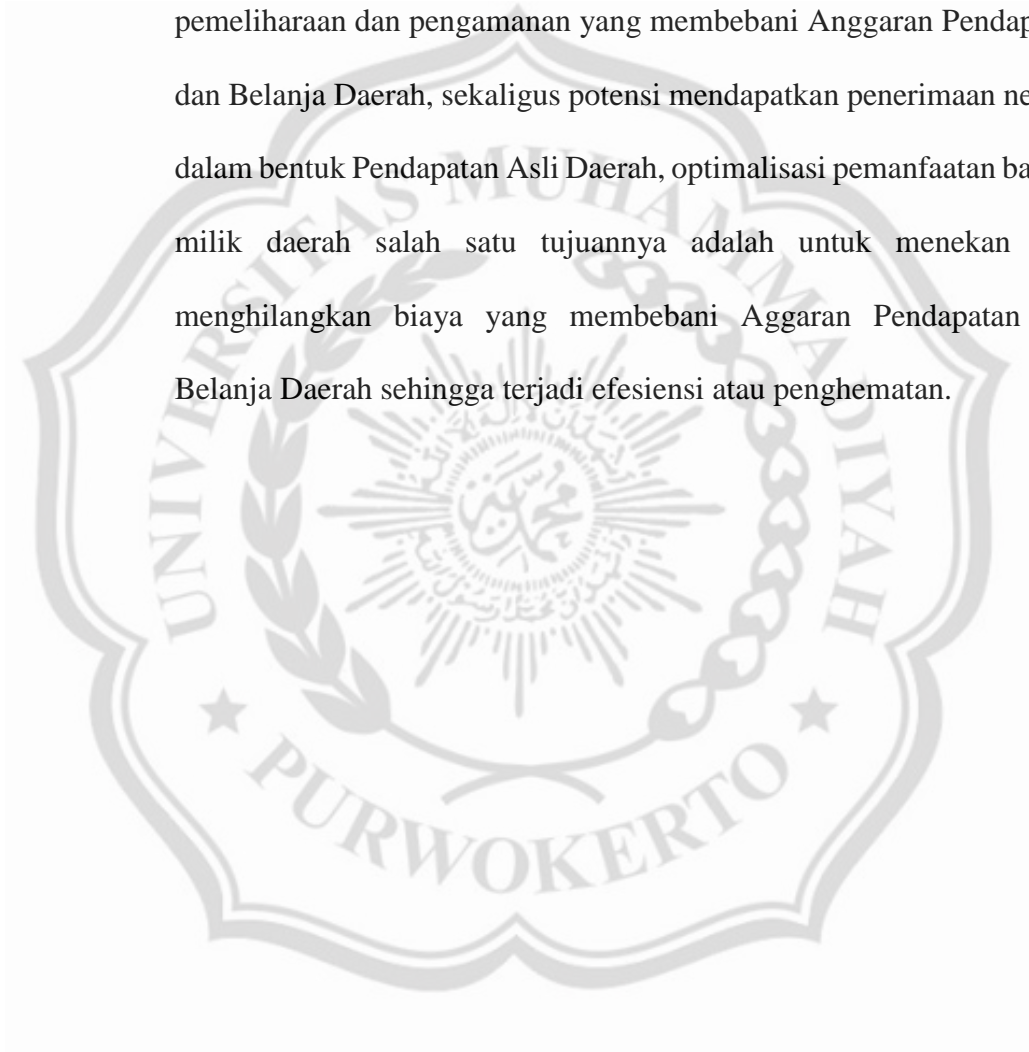 pemeliharaan dan pengamanan yang membebani Anggaran Pendap
dan Belanja Daerah, sekaligus potensi mendapatkan penerimaan ne
dalam bentuk Pendapatan Asli Daerah, optimalisasi pemanfaatan ba
milik daerah salah satu tujuannya adalah untuk menekan
menghilangkan biaya yang membebani Aggaran Pendapatan
Belanja Daerah sehingga terjadi efesiensi atau penghematan.
UNIVERSITAS MUHAMMADIYAH
PURWOKERTO